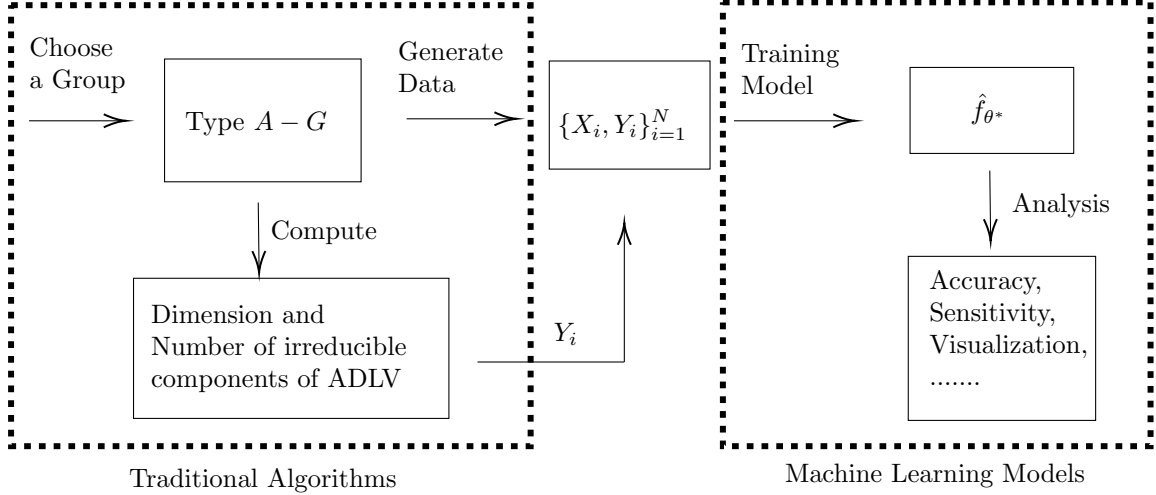 Choose
a Group
Type A − G
Generate
Data
{X_i, Y_i}_{i=1}^N
Training
Model
\hat{f}_{θ*}
Compute
Analysis
Dimension and
Number of irreducible
components of ADLV
Y_i
Accuracy,
Sensitivity,
Visualization,
.......
Traditional Algorithms
Machine Learning Models